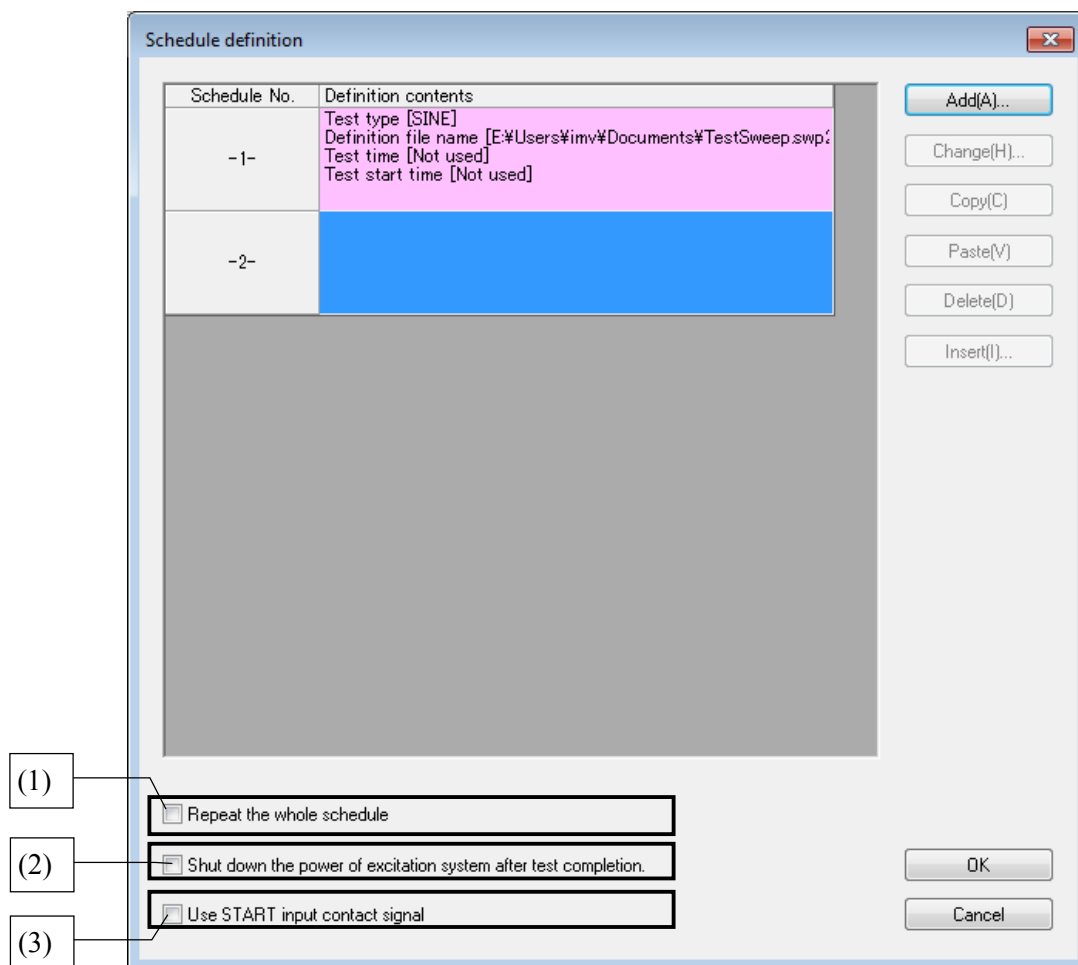 Schedule definition
Schedule No.
Definition contents
-1-
Test type [SINE]
Definition file name [E:¥Users¥imv¥Documents¥TestSweep.swp2
Test time [Not used]
Test start time [Not used]
-2-
Add(A)...
Change(H)...
Copy(C)
Paste(V)
Delete(D)
Insert(I)...
(1)
Repeat the whole schedule
(2)
Shut down the power of excitation system after test completion.
(3)
Use START input contact signal
OK
Cancel